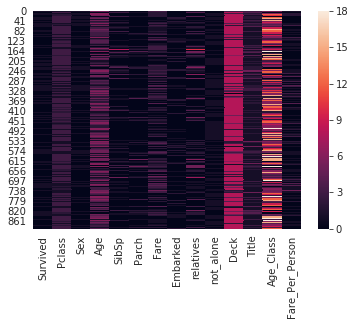 0
41
82
123
164
205
246
287
328
369
410
451
492
533
574
615
656
697
738
779
820
861
Survived
Pclass
Sex
Age
SibSp
Parch
Fare
Embarked
relatives
not_alone
Deck
Title
Age_Class
Fare_Per_Person
18
15
12
9
6
3
0